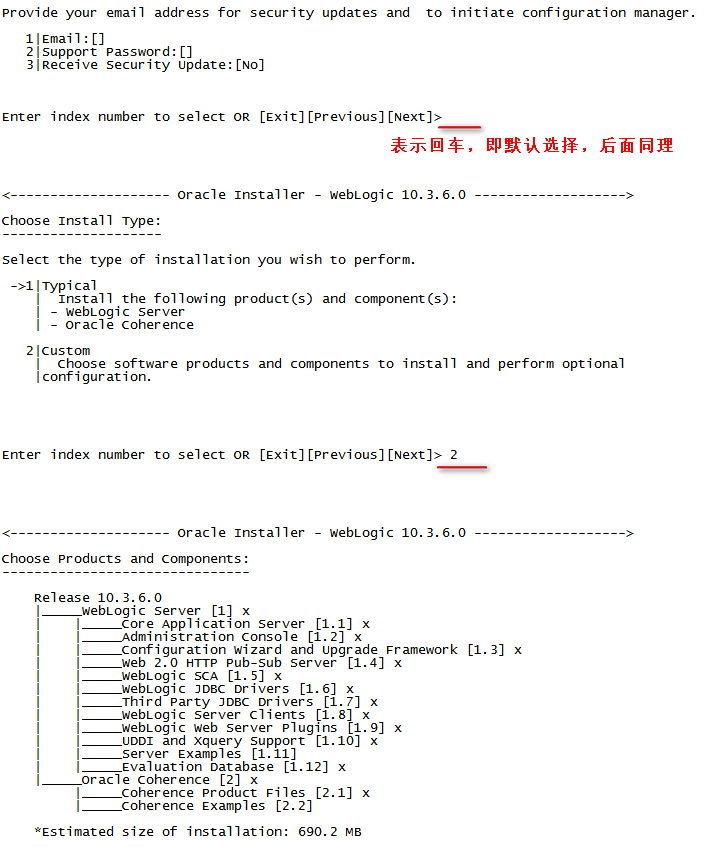 Provide your email address for security updates and  to initiate configuration manager.
   1|Email:[]
   2|Support Password:[]
   3|Receive Security Update:[No]
Enter index number to select OR [Exit][Previous][Next]>
表示回车，即默认选择，后面同理
<-------------------- Oracle Installer - WebLogic 10.3.6.0 ------------------->
Choose Install Type:
--------------------
Select the type of installation you wish to perform.
 ->1|Typical
    |  Install the following product(s) and component(s):
    | - WebLogic Server
    | - Oracle Coherence
   2|Custom
    |  Choose software products and components to install and perform optional
    |configuration.
Enter index number to select OR [Exit][Previous][Next]> 2
<-------------------- Oracle Installer - WebLogic 10.3.6.0 ------------------->
Choose Products and Components:
-------------------------------
    Release 10.3.6.0
    |_____WebLogic Server [1] x
    |    |_____Core Application Server [1.1] x
    |    |_____Administration Console [1.2] x
    |    |_____Configuration Wizard and Upgrade Framework [1.3] x
    |    |_____Web 2.0 HTTP Pub-Sub Server [1.4] x
    |    |_____WebLogic SCA [1.5] x
    |    |_____WebLogic JDBC Drivers [1.6] x
    |    |_____Third Party JDBC Drivers [1.7] x
    |    |_____WebLogic Server Clients [1.8] x
    |    |_____WebLogic Web Server Plugins [1.9] x
    |    |_____UDDI and Xquery Support [1.10] x
    |    |_____Server Examples [1.11]
    |    |_____Evaluation Database [1.12] x
    |_____Oracle Coherence [2] x
         |_____Coherence Product Files [2.1] x
         |_____Coherence Examples [2.2]
    *Estimated size of installation: 690.2 MB